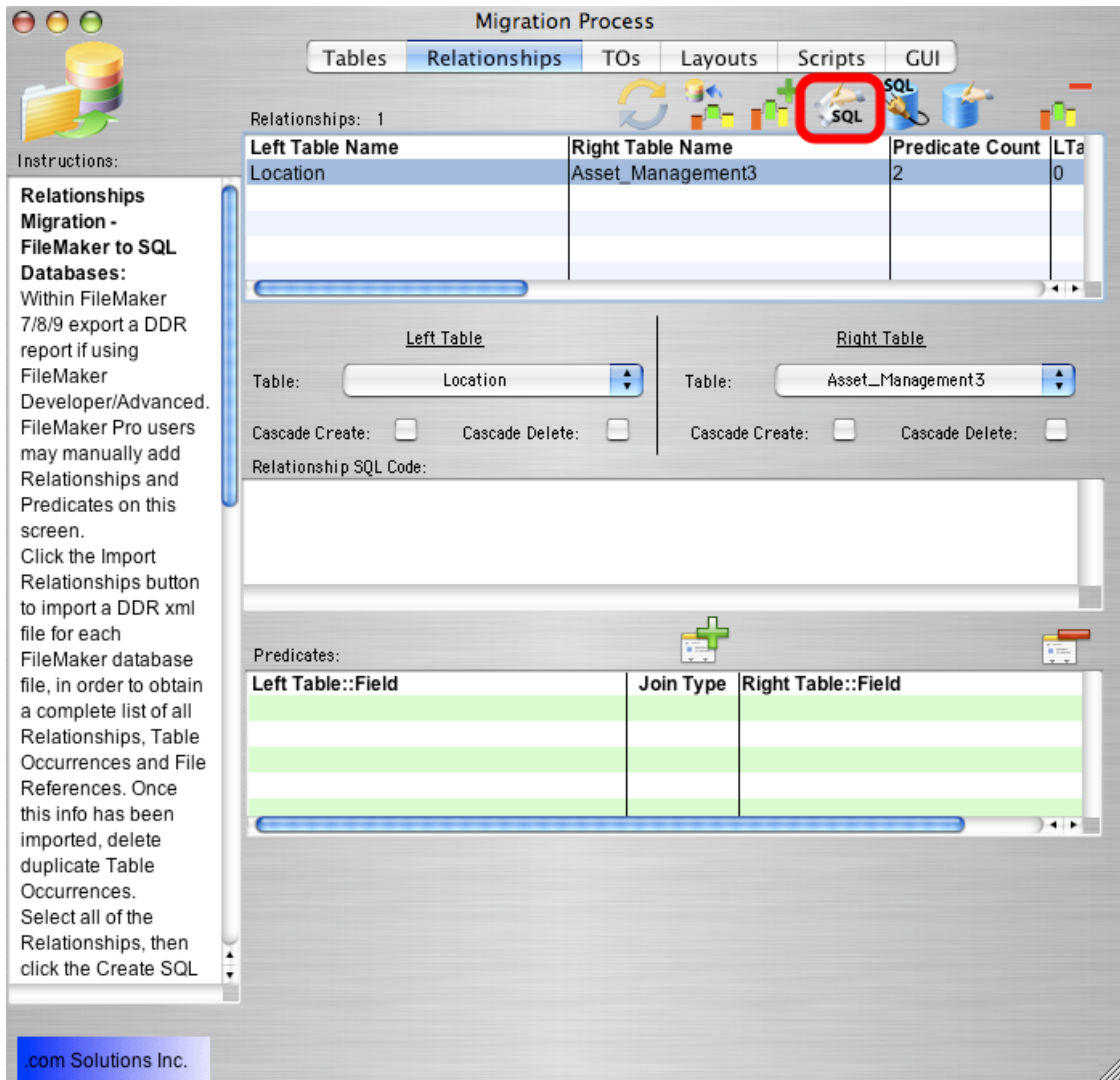 Migration Process
Tables Relationships TOs Layouts Scripts GUI
SQL
SQL
Relationships: 1
Instructions:
Left Table Name Right Table Name Predicate Count LTa
Location Asset_Management3 2 0
Relationships
Migration -
FileMaker to SQL
Databases:
Within FileMaker
7/8/9 export a DDR
report if using
FileMaker
Developer/Advanced.
FileMaker Pro users
may manually add
Relationships and
Predicates on this
screen.
Click the Import
Relationships button
to import a DDR xml
file for each
FileMaker database
file, in order to obtain
a complete list of all
Relationships, Table
Occurrences and File
References. Once
this info has been
imported, delete
duplicate Table
Occurrences.
Select all of the
Relationships, then
click the Create SQL
Left Table Right Table
Table: Location Table: Asset_Management3
Cascade Create: Cascade Delete: Cascade Create: Cascade Delete:
Relationship SQL Code:
Predicates:
Left Table::Field Join Type Right Table::Field
.com Solutions Inc.